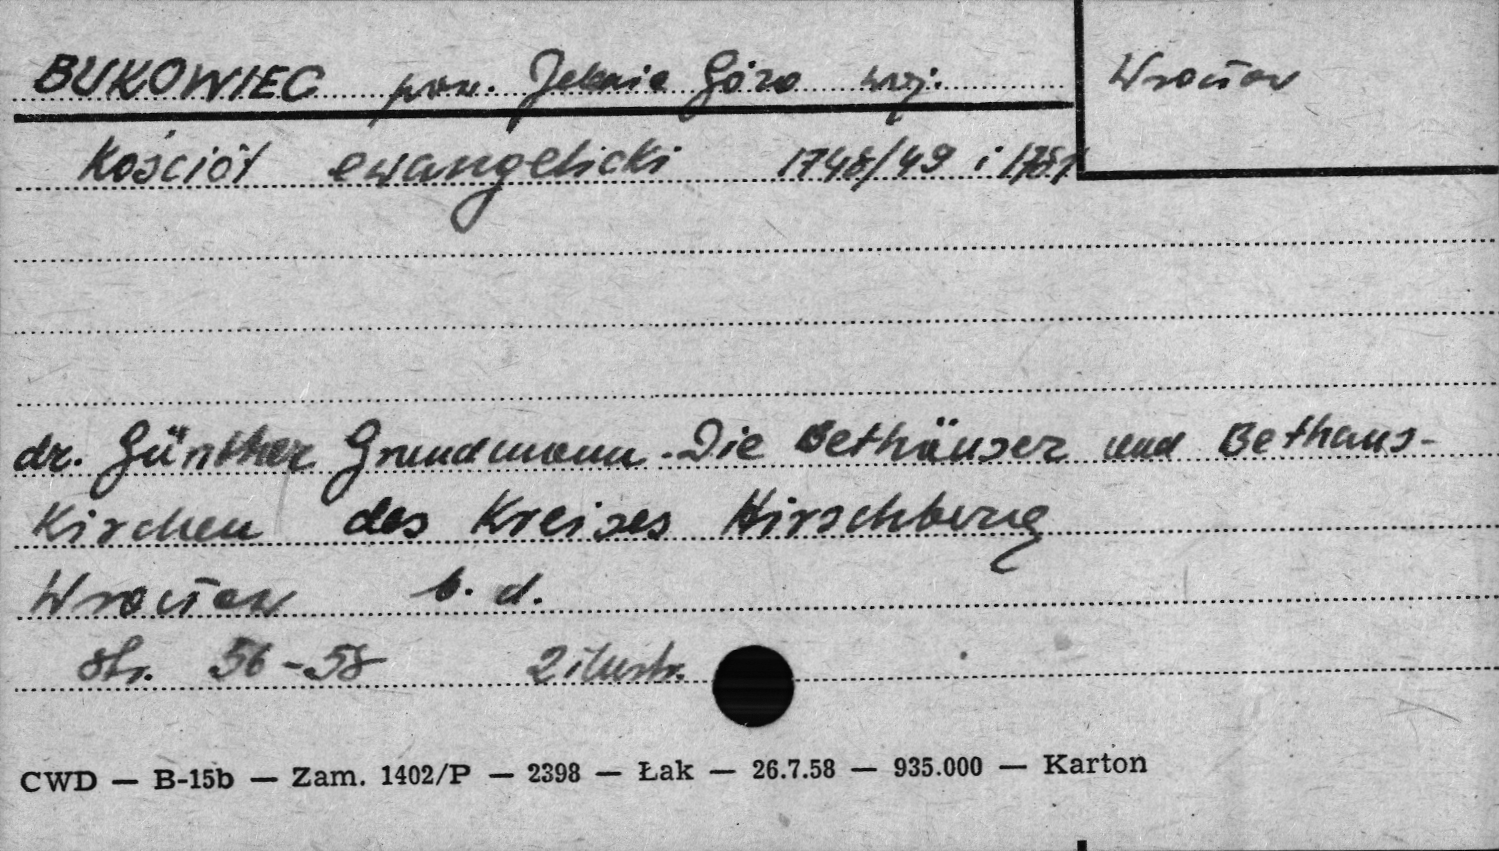 BUKOWIEC pow. Jelenia Góra woj. Wrocław
Kościół ewangelicki 1748/49 i 1781
dr. Günther Grundmann. Die Bethäuser und Bethaus-
Kirchen des Kreises Hirschberg
Wrocław b. d.
str. 56-58 2 ilustr.
CWD — B-15b — Zam. 1402/P — 2398 — Łak — 26.7.58 — 935.000 — Karton